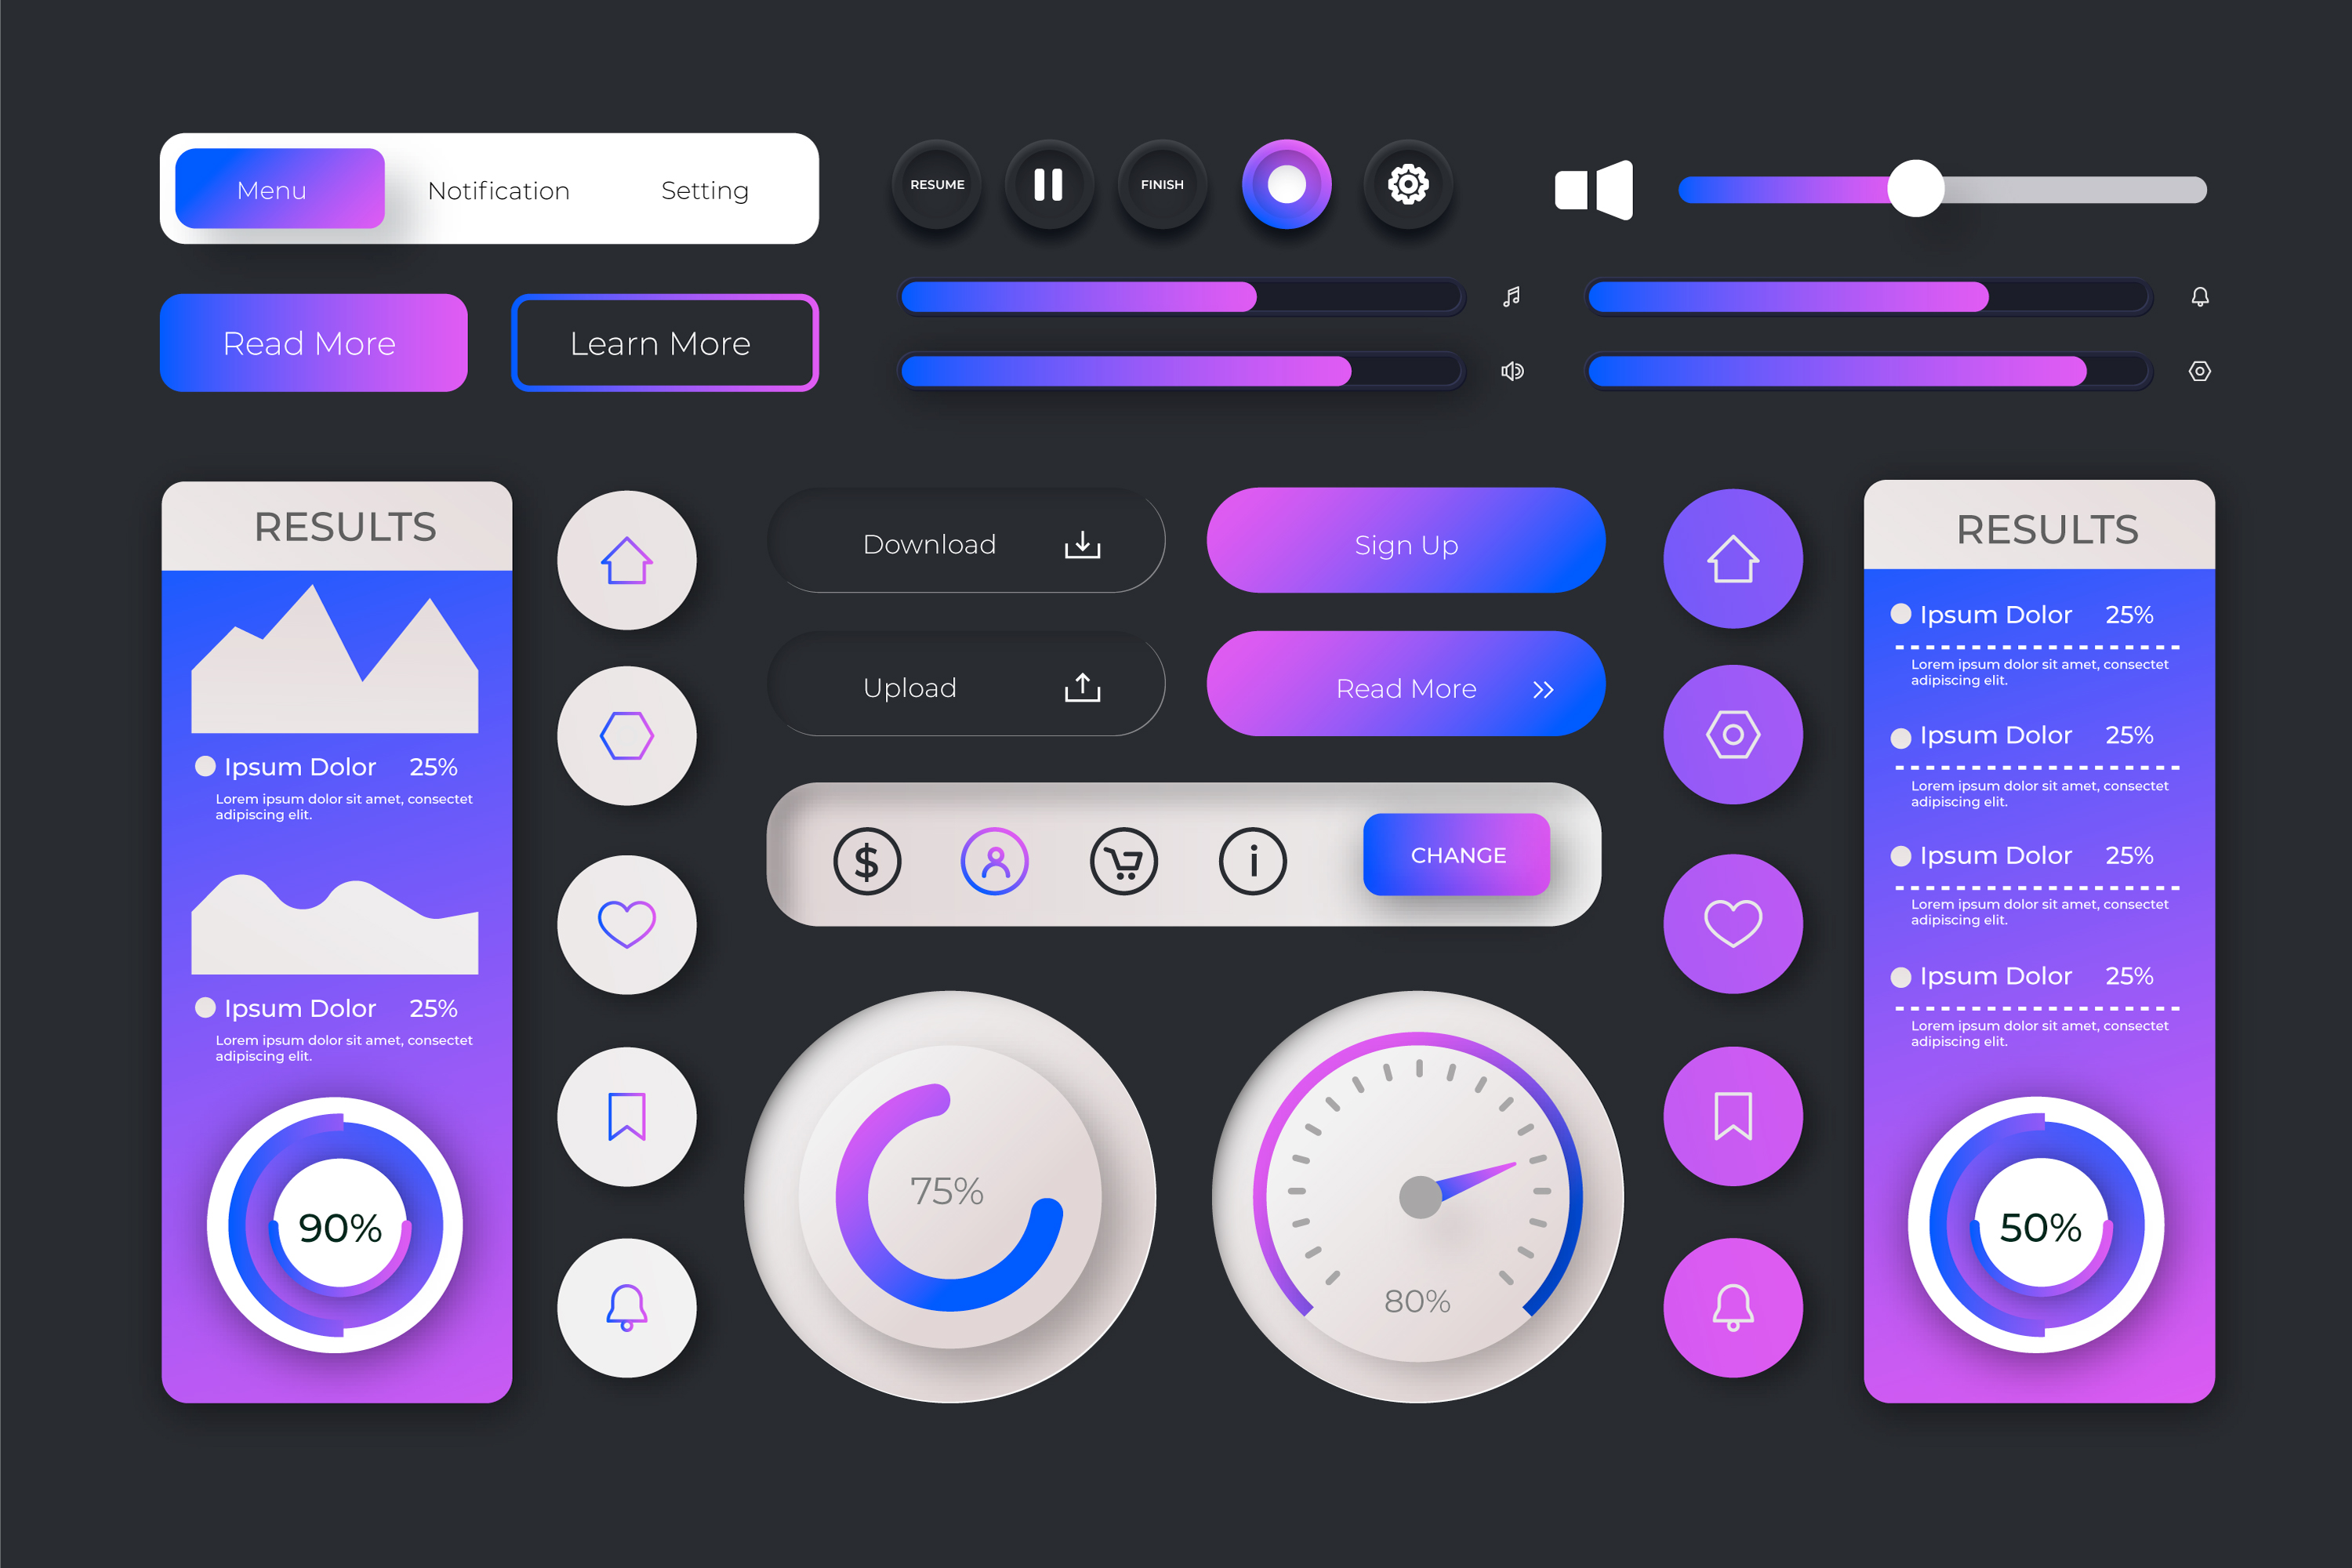 Menu
Notification
Setting
RESUME
FINISH
Read More
Learn More
RESULTS
Ipsum Dolor 25%
Lorem ipsum dolor sit amet, consectet
adipiscing elit.
Ipsum Dolor 25%
Lorem ipsum dolor sit amet, consectet
adipiscing elit.
90%
Download
Sign Up
Upload
Read More
$
i
CHANGE
75%
80%
RESULTS
Ipsum Dolor 25%
Lorem ipsum dolor sit amet, consectet
adipiscing elit.
Ipsum Dolor 25%
Lorem ipsum dolor sit amet, consectet
adipiscing elit.
Ipsum Dolor 25%
Lorem ipsum dolor sit amet, consectet
adipiscing elit.
Ipsum Dolor 25%
Lorem ipsum dolor sit amet, consectet
adipiscing elit.
50%